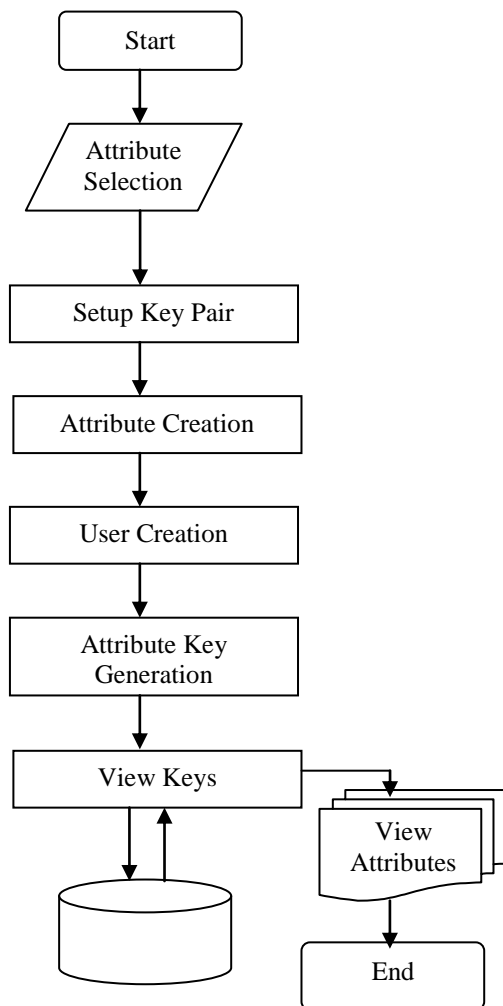 Start
Attribute
Selection
Setup Key Pair
Attribute Creation
User Creation
Attribute Key
Generation
View Keys
View
Attributes
End